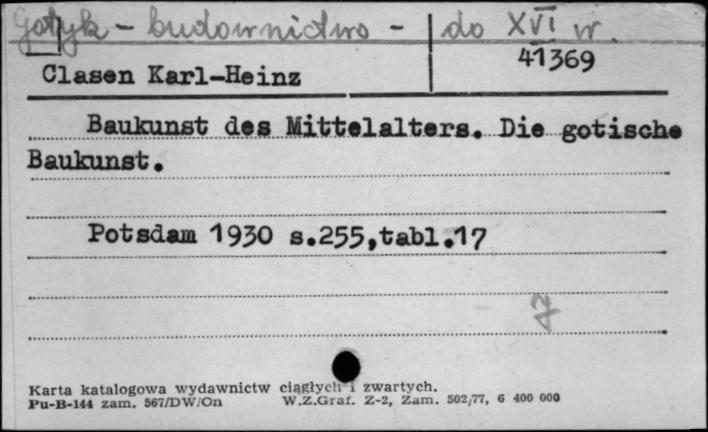 Gotyk - budownictwo - do XVI w.
Clasen Karl-Heinz
41369
Baukunst des Mittelalters. Die gotische
Baukunst.
Potsdam 1930 s.255,tabl.17
7
Karta katalogowa wydawnictw ciągłych i zwartych.
Pu-B-144 zam. 567/DW/On W.Z.Graf. Z-2, Zam. 502/77, 6 400 000